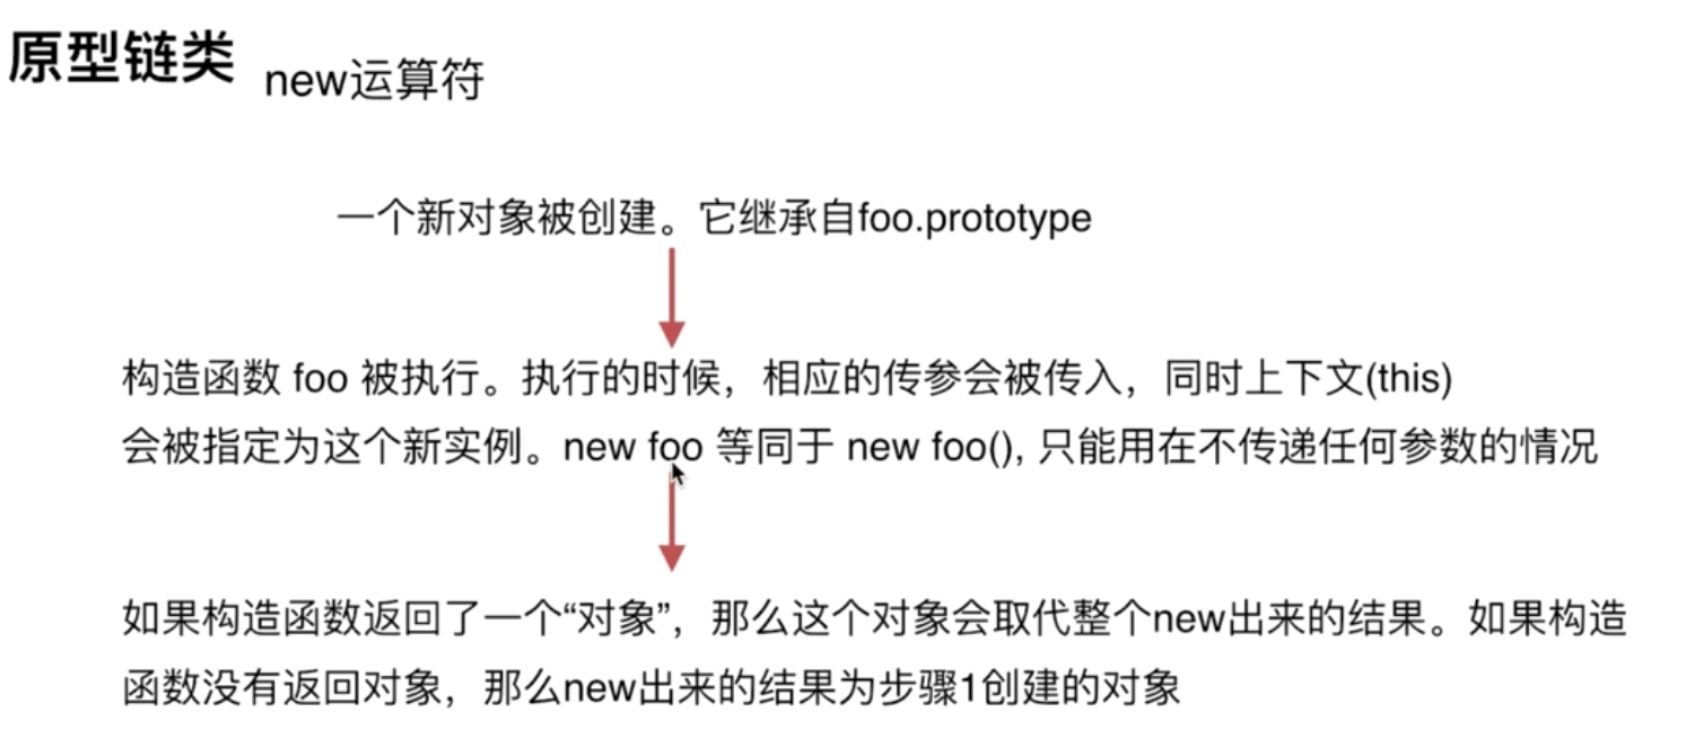 原型链类 new运算符
一个新对象被创建。它继承自foo.prototype
构造函数 foo 被执行。执行的时候，相应的传参会被传入，同时上下文(this)
会被指定为这个新实例。new foo 等同于 new foo(), 只能用在不传递任何参数的情况
如果构造函数返回了一个“对象”，那么这个对象会取代整个new出来的结果。如果构造
函数没有返回对象，那么new出来的结果为步骤1创建的对象